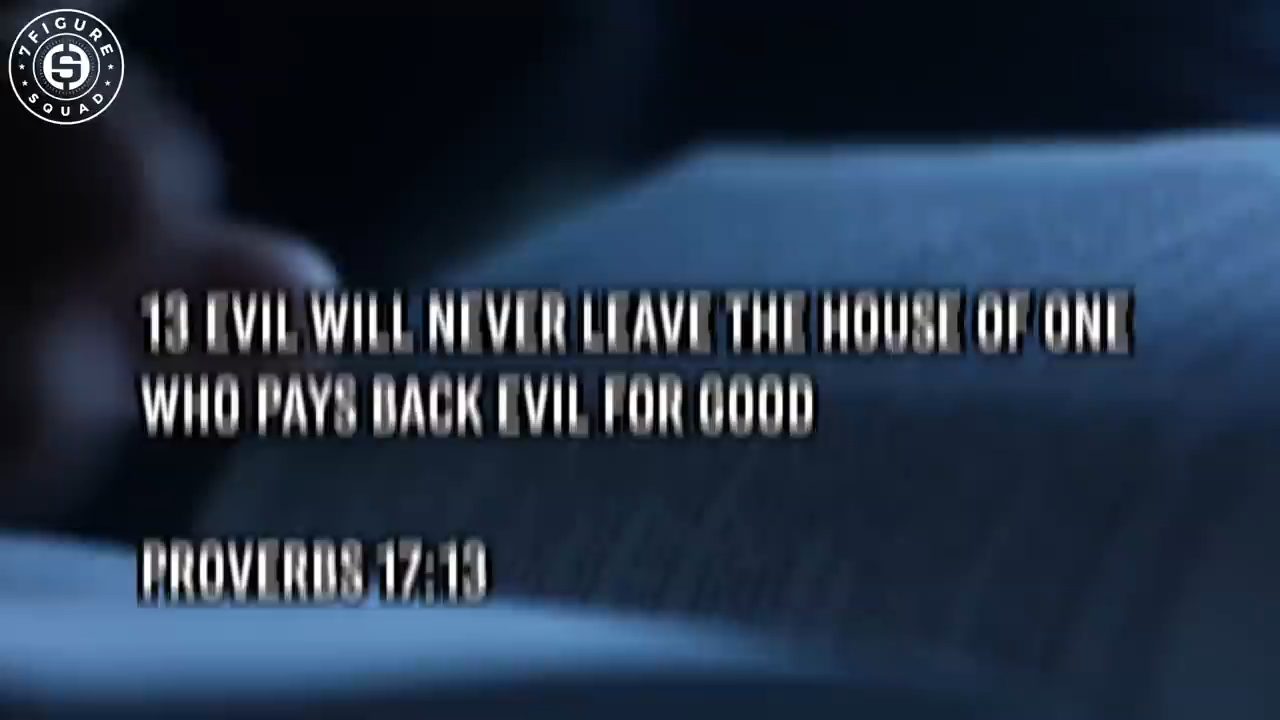 7FIGURE
SQUAD
13 EVIL WILL NEVER LEAVE THE HOUSE OF ONE
WHO PAYS BACK EVIL FOR GOOD
PROVERBS 17:13